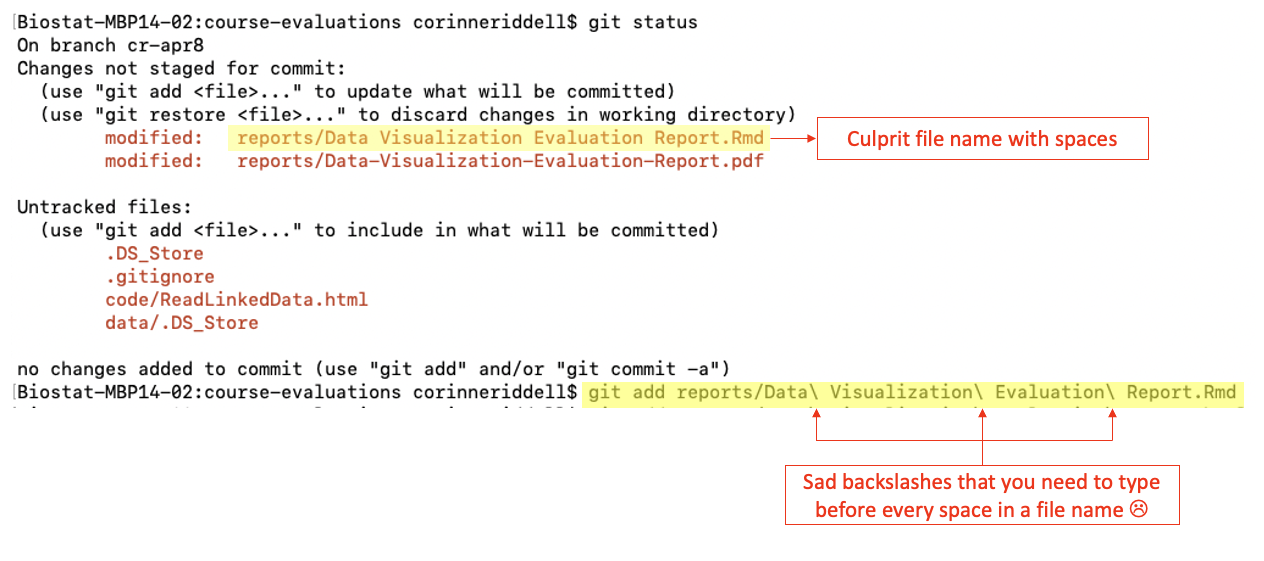 Biostat-MBP14-02:course-evaluations corinneriddell$ git status
On branch cr-apr8
Changes not staged for commit:
  (use "git add <file>..." to update what will be committed)
  (use "git restore <file>..." to discard changes in working directory)
        modified:   reports/Data Visualization Evaluation Report.Rmd
Culprit file name with spaces
        modified:   reports/Data-Visualization-Evaluation-Report.pdf
Untracked files:
  (use "git add <file>..." to include in what will be committed)
        .DS_Store
        .gitignore
        code/ReadLinkedData.html
        data/.DS_Store
no changes added to commit (use "git add" and/or "git commit -a")
Biostat-MBP14-02:course-evaluations corinneriddell$ git add reports/Data\ Visualization\ Evaluation\ Report.Rmd
Sad backslashes that you need to type
before every space in a file name ☹